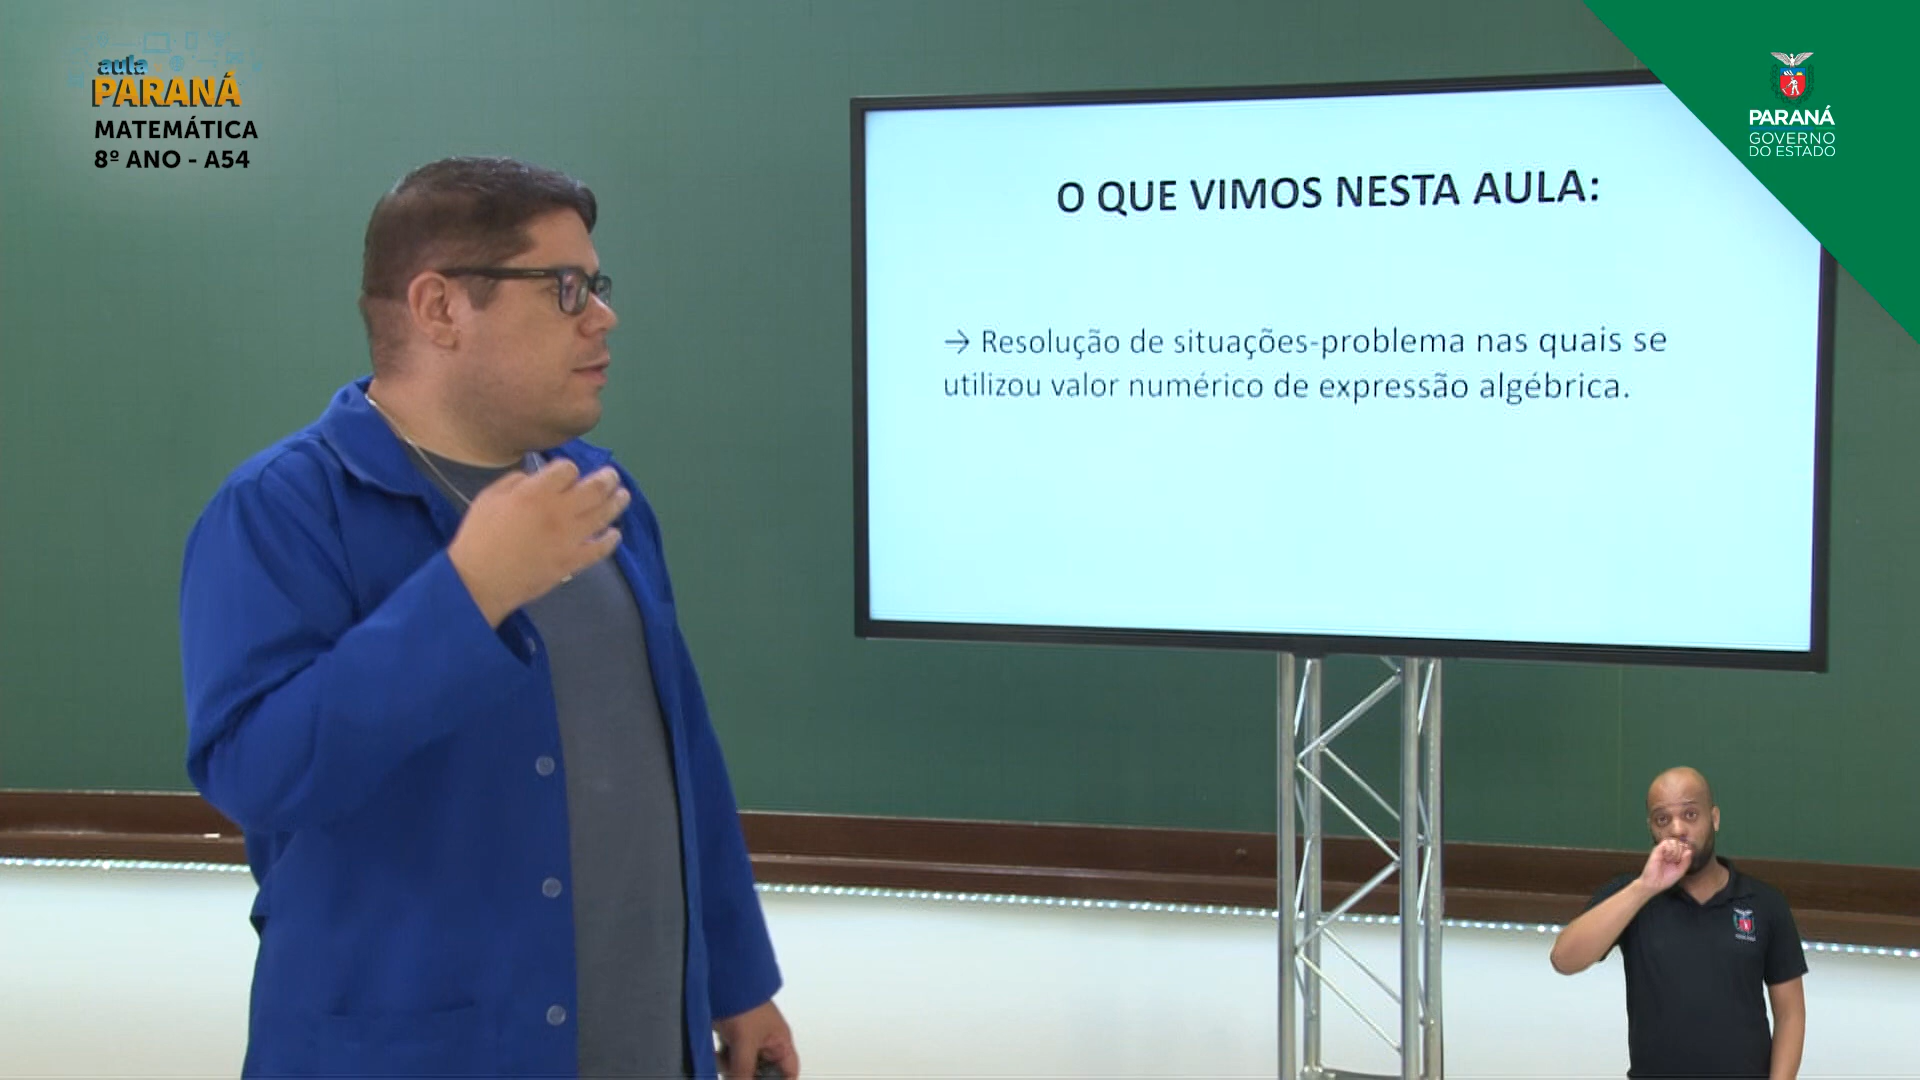 aula
PARANÁ
MATEMÁTICA
8º ANO - A54
PARANÁ
GOVERNO
DO ESTADO
O QUE VIMOS NESTA AULA:
→ Resolução de situações-problema nas quais se
utilizou valor numérico de expressão algébrica.